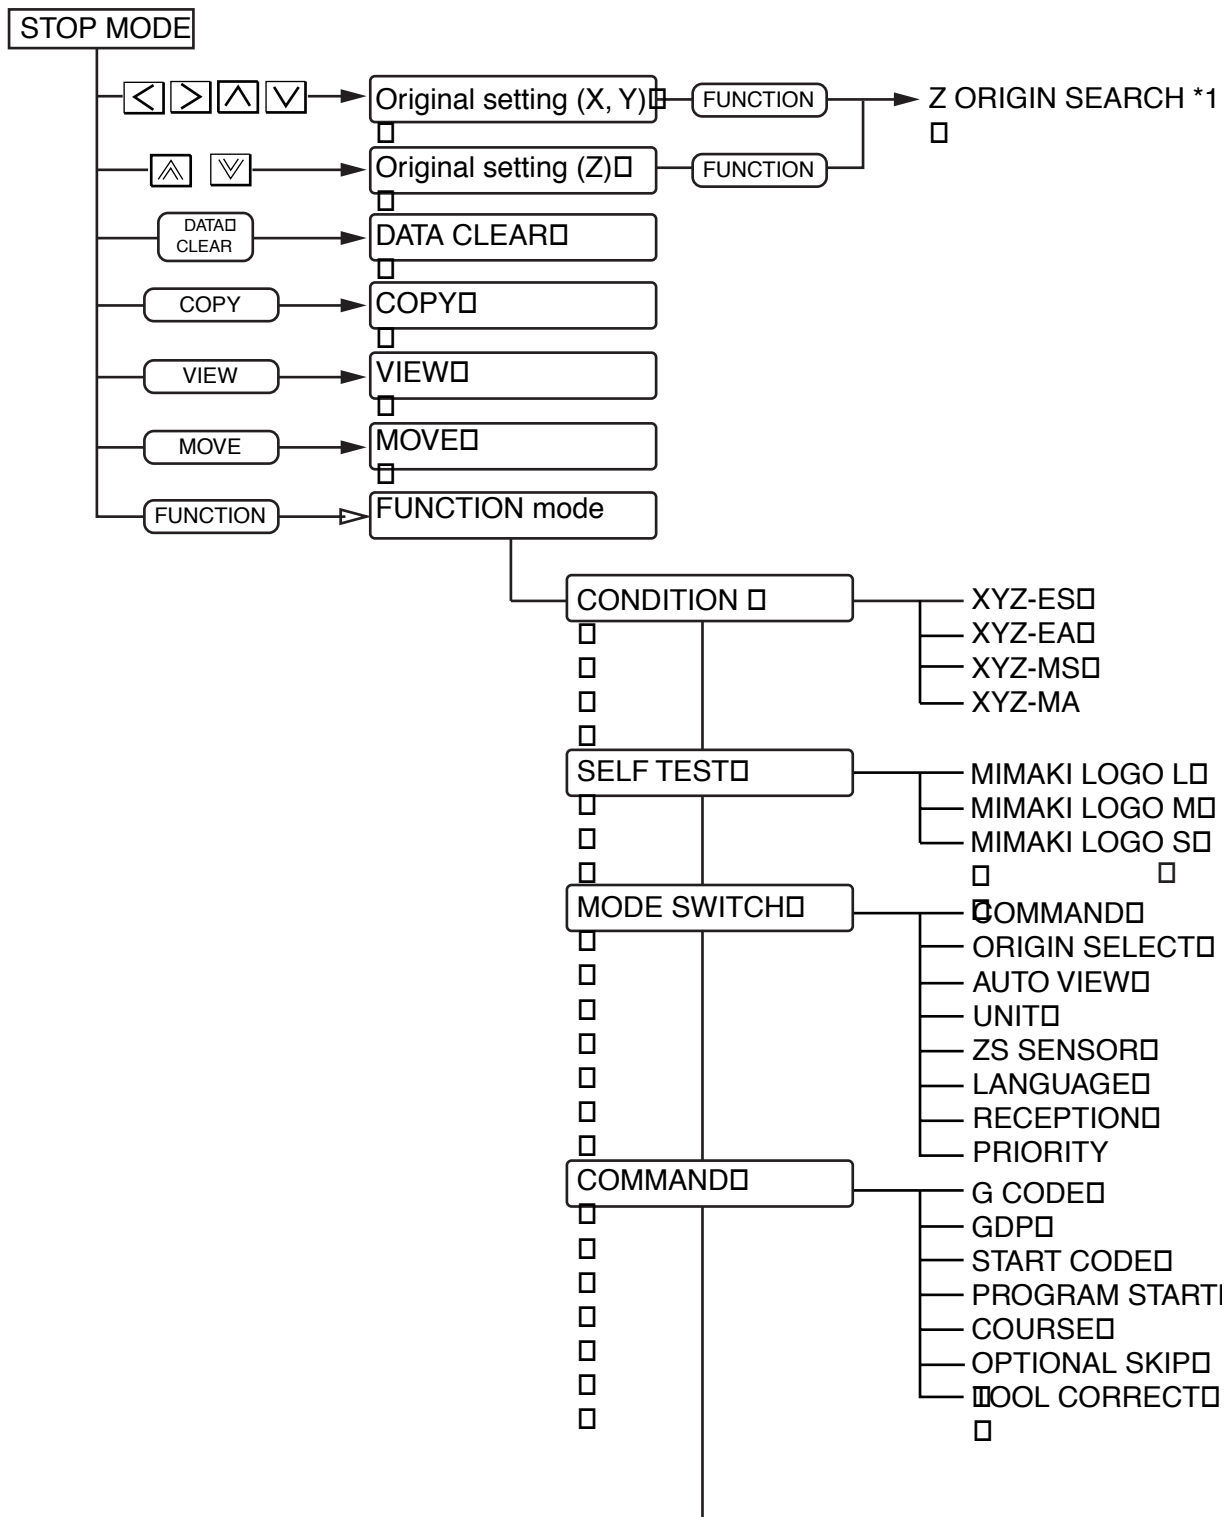 STOP MODE
Original setting (X, Y) FUNCTION Z ORIGIN SEARCH *1
Original setting (Z) FUNCTION
DATA CLEAR DATA CLEAR
COPY COPY
VIEW VIEW
MOVE MOVE
FUNCTION FUNCTION mode
CONDITION XYZ-ES
XYZ-EA
XYZ-MS
XYZ-MA
SELF TEST MIMAKI LOGO L
MIMAKI LOGO M
MIMAKI LOGO S
MODE SWITCH COMMAND
ORIGIN SELECT
AUTO VIEW
UNIT
ZS SENSOR
LANGUAGE
RECEPTION
PRIORITY
COMMAND G CODE
GDP
START CODE
PROGRAM START
COURSE
OPTIONAL SKIP
TOOL CORRECT